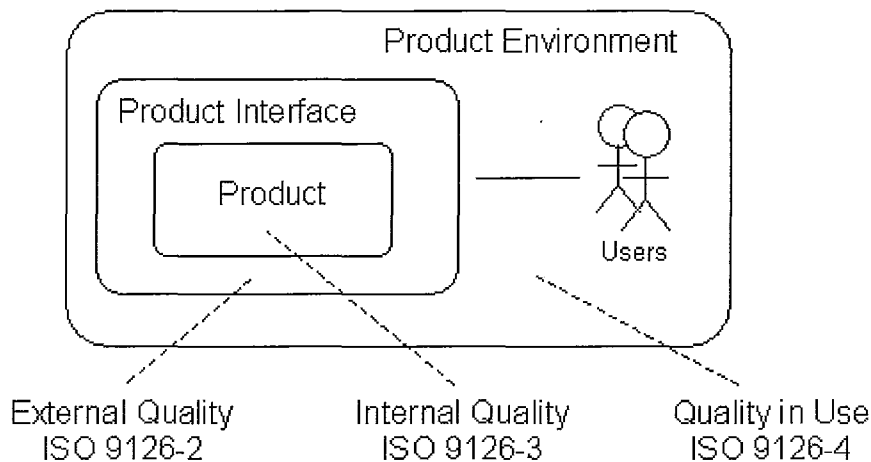 Product Environment
Product Interface
Product
Users
External Quality
ISO 9126-2
Internal Quality
ISO 9126-3
Quality in Use
ISO 9126-4